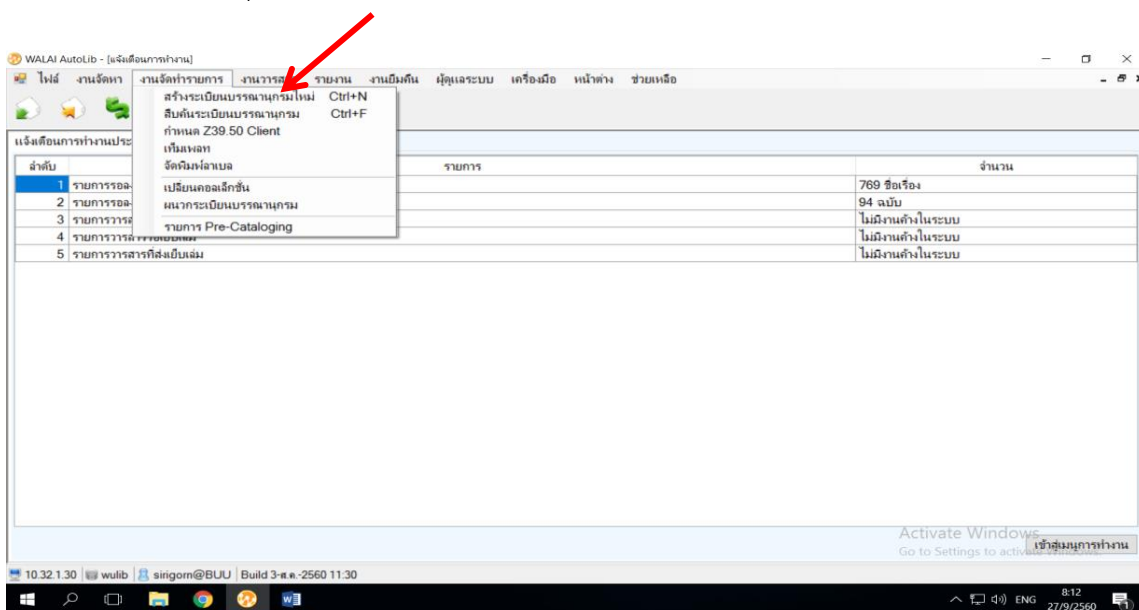 WALAI AutoLib - [แจ้งเตือนการทำงาน]
ไฟล์ งานจัดหา งานจัดทำรายการ งานวารส รายงาน งานยืมคืน ผู้ดูแลระบบ เครื่องมือ หน้าต่าง ช่วยเหลือ
สร้างระเบียนบรรณานุกรมใหม่ Ctrl+N
สืบค้นระเบียนบรรณานุกรม Ctrl+F
กำหนด Z39.50 Client
เท็มเพลท
จัดพิมพ์ลาเบล
เปลี่ยนคอลเล็กชั่น
ผนวกระเบียนบรรณานุกรม
รายการ Pre-Cataloging
แจ้งเตือนการทำงานประ
ลำดับ รายการ จำนวน
1 รายการรอล 769 ชื่อเรื่อง
2 รายการรอล 94 ฉบับ
3 รายการวารส ไม่มีงานค้างในระบบ
4 รายการวารส ไม่มีงานค้างในระบบ
5 รายการวารสารที่ส่งเย็บเล่ม ไม่มีงานค้างในระบบ
Activate Windows
Go to Settings to activate Windows.
เข้าสู่เมนูการทำงาน
10.32.1.30 wulib sirigorn@BUU Build 3-ส.ค.-2560 11:30
ENG 8:12
27/9/2560